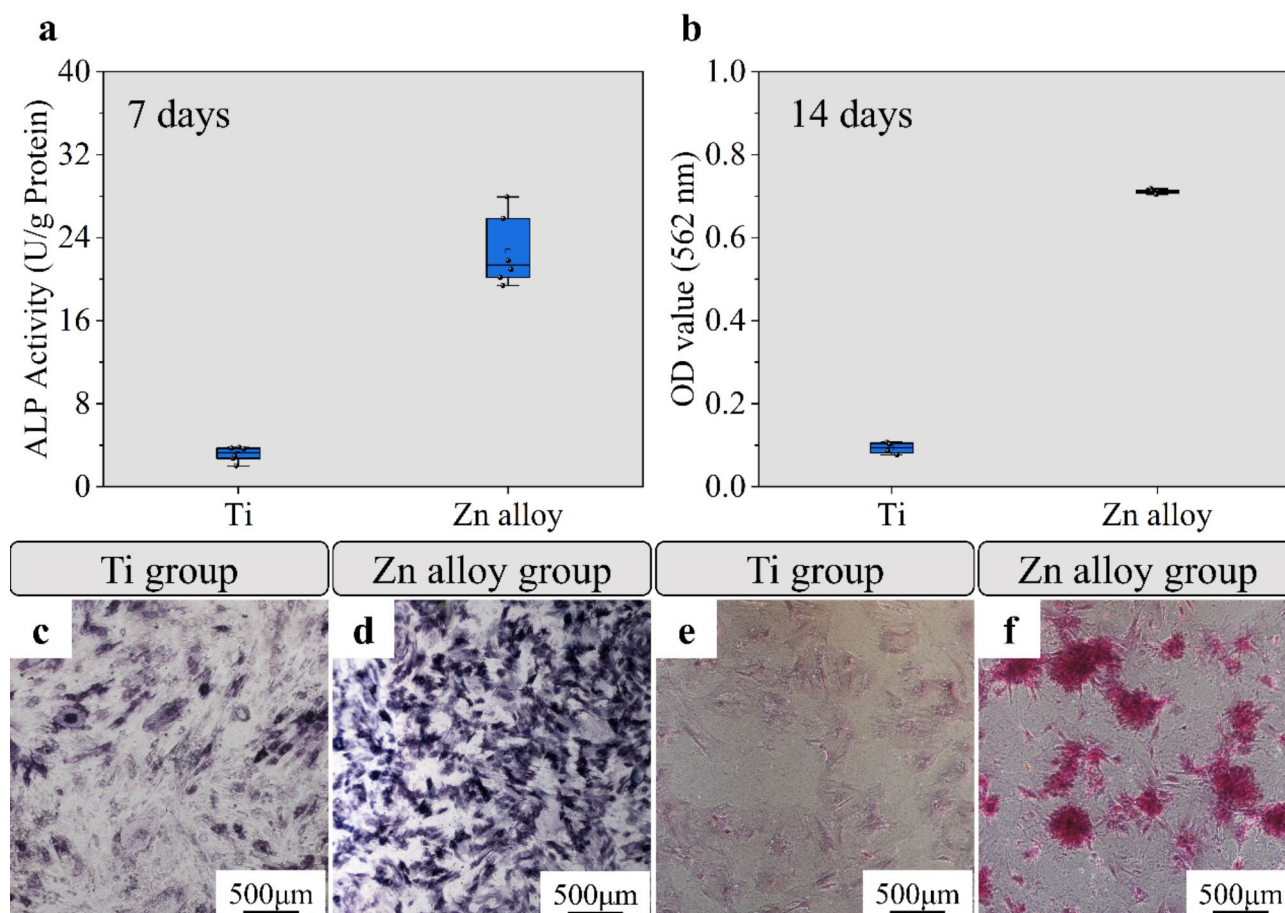 a
40
32
24
16
8
0
ALP Activity (U/g Protein)
7 days
Ti
Zn alloy
b
1.0
0.8
0.6
0.4
0.2
0.0
OD value (562 nm)
14 days
Ti
Zn alloy
Ti group
Zn alloy group
Ti group
Zn alloy group
c
d
e
f
500μm
500μm
500μm
500μm